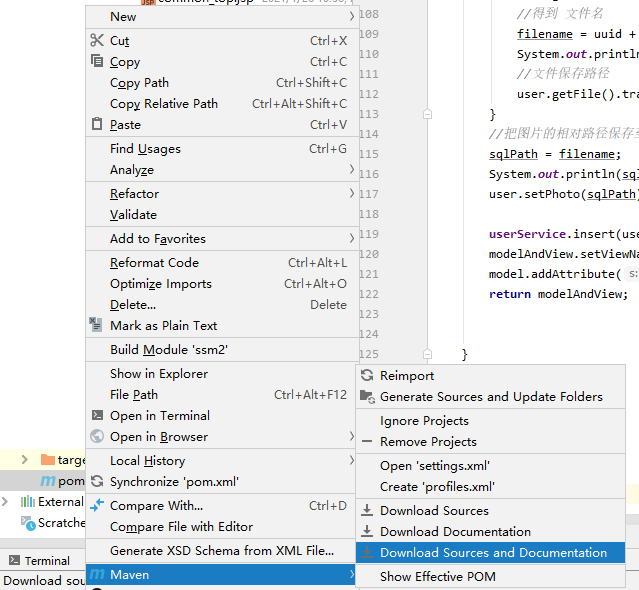 common_top.jsp
New
Cut Ctrl+X
Copy Ctrl+C
Copy Path Ctrl+Shift+C
Copy Relative Path Ctrl+Alt+Shift+C
Paste Ctrl+V
Find Usages Ctrl+G
Analyze
Refactor
Validate
Add to Favorites
Reformat Code Ctrl+Alt+L
Optimize Imports Ctrl+Alt+O
Delete... Delete
Mark as Plain Text
Build Module 'ssm2'
Show in Explorer
File Path Ctrl+Alt+F12
Open in Terminal
Open in Browser
Local History
Synchronize 'pom.xml'
Compare With... Ctrl+D
Compare File with Editor
Generate XSD Schema from XML File...
Maven
Reimport
Generate Sources and Update Folders
Ignore Projects
Remove Projects
Open 'settings.xml'
Create 'profiles.xml'
Download Sources
Download Documentation
Download Sources and Documentation
Show Effective POM
108 //得到 文件名
109 filename = uuid +
110 System.out.println
111 //文件保存路径
112 user.getFile().tra
113 }
114 //把图片的相对路径保存至
115 sqlPath = filename;
116 System.out.println(sql
117 user.setPhoto(sqlPath)
118
119 userService.insert(use
120 modelAndView.setViewNa
121 model.addAttribute( s:
122 return modelAndView;
123
124
125 }
targe
pom
External
Scratche
Terminal
Download sou